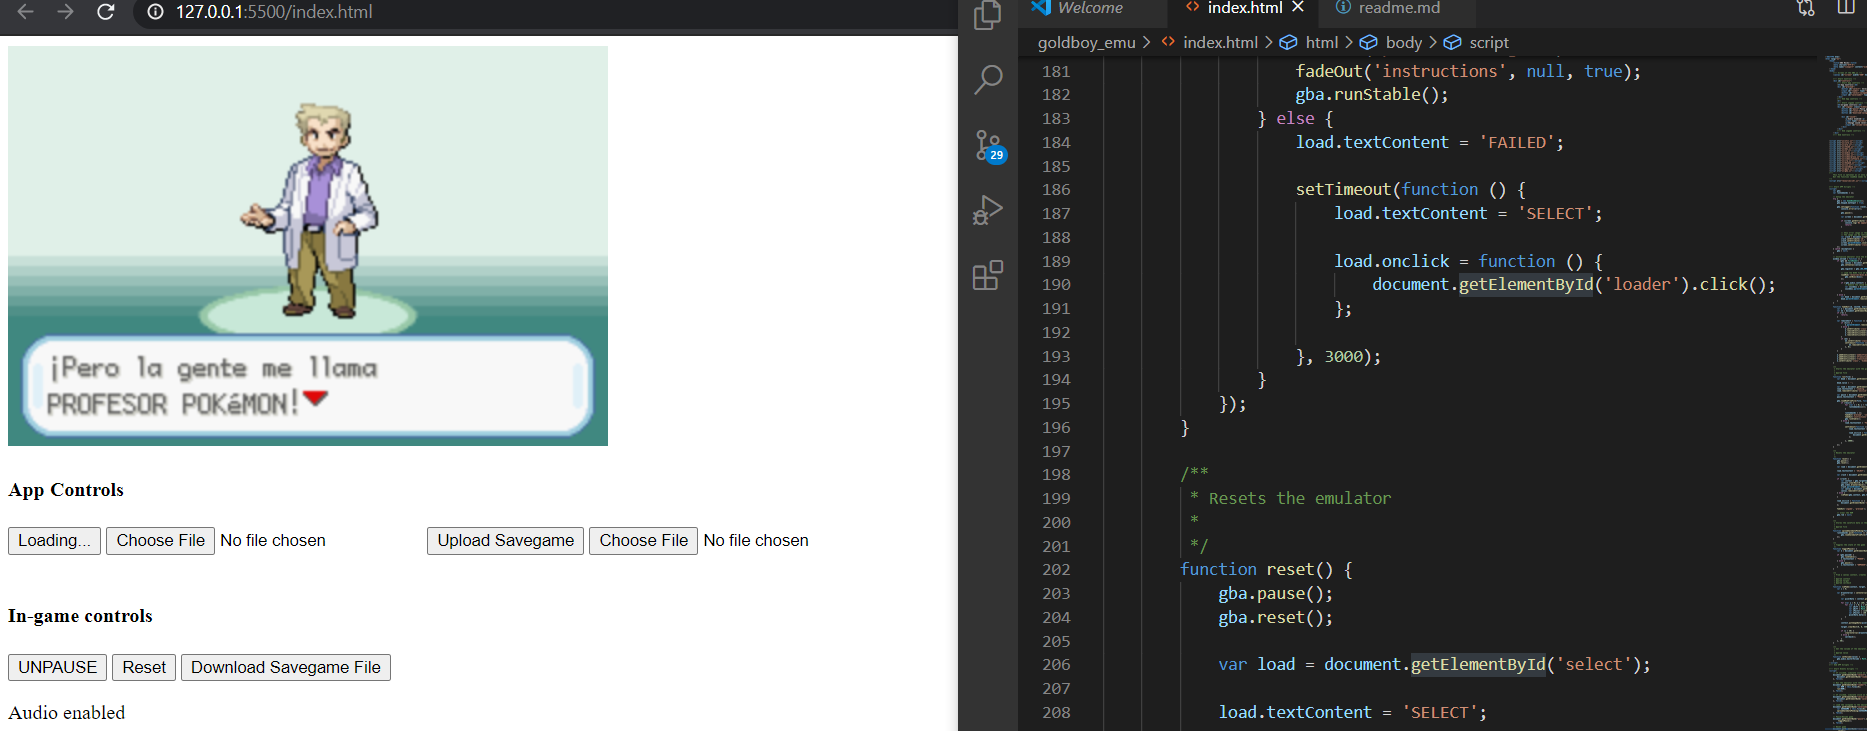 127.0.0.1:5500/index.html
¡Pero la gente me llama
PROFESOR POKéMON!
App Controls
Loading... Choose File No file chosen Upload Savegame Choose File No file chosen
In-game controls
UNPAUSE Reset Download Savegame File
Audio enabled
29
Welcome index.html readme.md
goldboy_emu > index.html > html > body > script
181 fadeOut('instructions', null, true);
182 gba.runStable();
183 } else {
184 load.textContent = 'FAILED';
185
186 setTimeout(function () {
187 load.textContent = 'SELECT';
188
189 load.onclick = function () {
190 document.getElementById('loader').click();
191 };
192
193 }, 3000);
194 }
195 });
196 }
197
198 /**
199 * Resets the emulator
200 *
201 */
202 function reset() {
203 gba.pause();
204 gba.reset();
205
206 var load = document.getElementById('select');
207
208 load.textContent = 'SELECT';